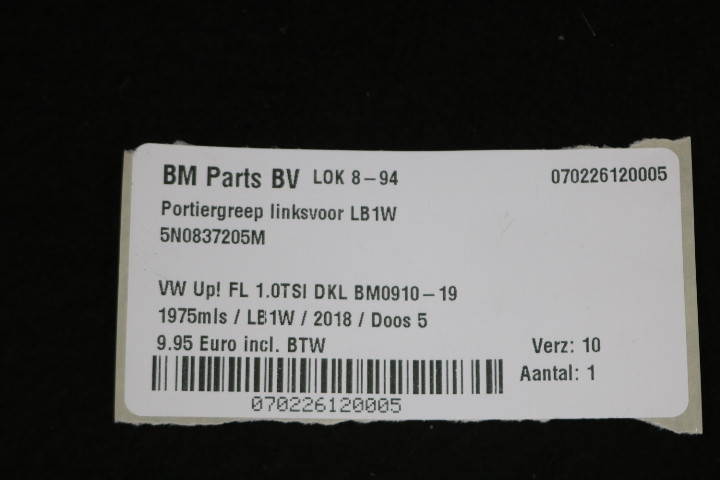 BM Parts BV LOK 8-94 070226120005
Portiergreep linksvoor LB1W
5N0837205M
VW Up! FL 1.0TSI DKL BM0910-19
1975mls / LB1W / 2018 / Doos 5
9.95 Euro incl. BTW Verz: 10
Aantal: 1
070226120005